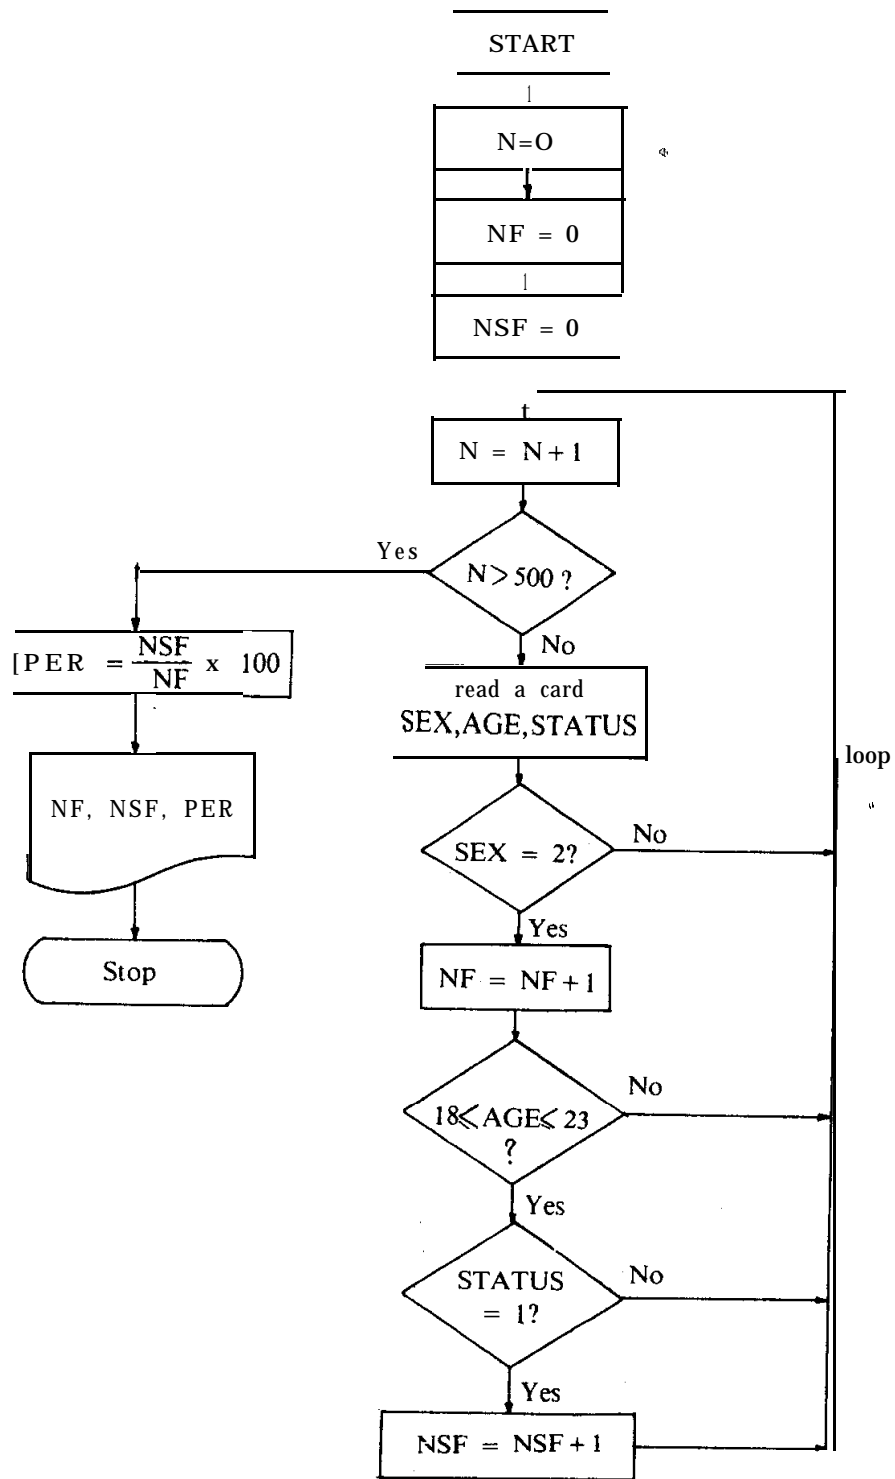 START
N=O
NF = 0
NSF = 0
N = N+1
Yes
N>500 ?
No
[PER = NSF/NF x 100
read a card
SEX,AGE,STATUS
loop
NF, NSF, PER
SEX = 2?
No
Yes
Stop
NF = NF+1
No
18⩽AGE⩽23
?
Yes
STATUS
= 1?
No
Yes
NSF = NSF+1